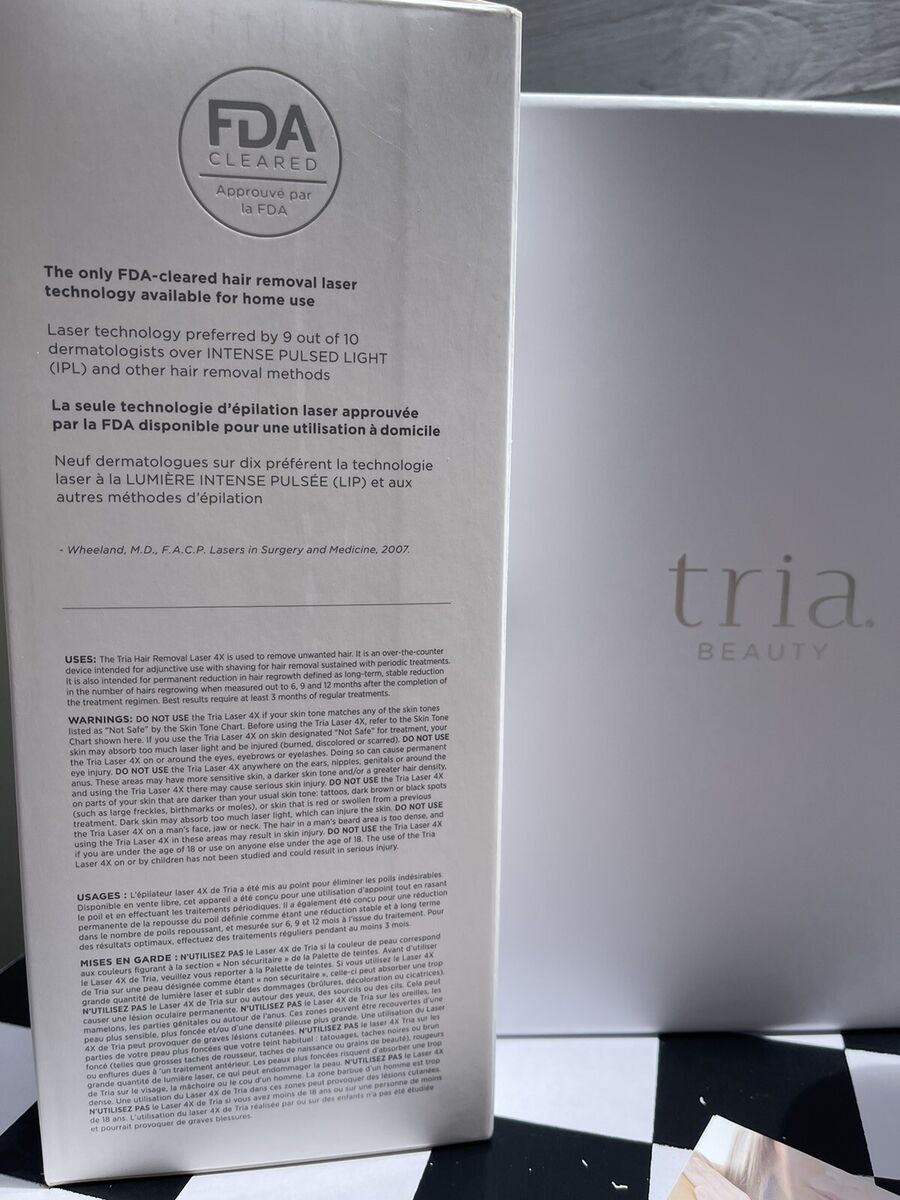 FDA
CLEARED
Approuvé par
la FDA
The only FDA-cleared hair removal laser
technology available for home use
Laser technology preferred by 9 out of 10
dermatologists over INTENSE PULSED LIGHT
(IPL) and other hair removal methods
La seule technologie d'épilation laser approuvée
par la FDA disponible pour une utilisation à domicile
Neuf dermatologues sur dix préférent la technologie
laser à la LUMIÈRE INTENSE PULSÉE (LIP) et aux
autres méthodes d'épilation
- Wheeland, M.D., F.A.C.P. Lasers in Surgery and Medicine, 2007.
USES: The Tria Hair Removal Laser 4X is used to remove unwanted hair. It is an over-the-counter
device intended for adjunctive use with shaving for hair removal sustained with periodic treatments.
It is also intended for permanent reduction in hair regrowth defined as long-term, stable reduction
in the number of hairs regrowing when measured out to 6, 9 and 12 months after the completion of
the treatment regimen. Best results require at least 3 months of regular treatments.
WARNINGS: DO NOT USE the Tria Laser 4X if your skin tone matches any of the skin tones
listed as "Not Safe" by the Skin Tone Chart. Before using the Tria Laser 4X, refer to the Skin Tone
Chart shown here. If you use the Tria Laser 4X on skin designated "Not Safe" for treatment, your
skin may absorb too much laser light and be injured (burned, discolored or scarred). DO NOT USE
the Tria Laser 4X on or around the eyes, eyebrows or eyelashes. Doing so can cause permanent
eye injury. DO NOT USE the Tria Laser 4X anywhere on the ears, nipples, genitals or around the
anus. These areas may have more sensitive skin, a darker skin tone and/or a greater hair density,
and using the Tria Laser 4X there may cause serious skin injury. DO NOT USE the Tria Laser 4X
on parts of your skin that are darker than your usual skin tone: tattoos, dark brown or black spots
(such as large freckles, birthmarks or moles), or skin that is red or swollen from a previous
treatment. Dark skin may absorb too much laser light, which can injure the skin. DO NOT USE
the Tria Laser 4X on a man's face, jaw or neck. The hair in a man's beard area is too dense, and
using the Tria Laser 4X in these areas may result in skin injury. DO NOT USE the Tria Laser 4X
if you are under the age of 18 or use on anyone else under the age of 18. The use of the Tria
Laser 4X on or by children has not been studied and could result in serious injury.
USAGES : L'épilateur laser 4X de Tria a été mis au point pour éliminer les poils indésirables.
Disponible en vente libre, cet appareil a été conçu pour une utilisation d'appoint tout en rasant
le poil et en effectuant les traitements périodiques. Il a également été conçu pour une réduction
permanente de la repousse du poil définie comme étant une réduction stable et à long terme
dans le nombre de poils repoussant, et mesurée sur 6, 9 et 12 mois à l'issue du traitement. Pour
des résultats optimaux, effectuez des traitements réguliers pendant au moins 3 mois.
MISES EN GARDE : N'UTILISEZ PAS le Laser 4X de Tria si la couleur de peau correspond
aux couleurs figurant à la section « Non sécuritaire » de la Palette de teintes. Avant d'utiliser
le Laser 4X de Tria, veuillez vous reporter à la Palette de teintes. Si vous utilisez le Laser 4X
de Tria sur une peau désignée comme étant « non sécuritaire », celle-ci peut absorber une trop
grande quantité de lumière laser et subir des dommages (brûlures, décoloration ou cicatrices).
N'UTILISEZ PAS le Laser 4X de Tria sur ou autour des yeux, des sourcils ou des cils. Cela peut
causer une lésion oculaire permanente. N'UTILISEZ PAS le Laser 4X de Tria sur les oreilles, les
mamelons, les parties génitales ou autour de l'anus. Ces zones peuvent être recouvertes d'une
peau plus sensible, plus foncée et/ou d'une densité pileuse plus grande. Une utilisation du Laser
4X de Tria peut provoquer de graves lésions cutanées. N'UTILISEZ PAS le laser 4X Tria sur les
parties de votre peau plus foncées que votre teint habituel : tatouages, taches noires ou brun
foncé (telles que grosses taches de rousseur, taches de naissance ou grains de beauté), rougeurs
ou enflures dues à 'un traitement antérieur. Les peaux plus foncées risquent d'absorber une trop
grande quantité de lumière laser, ce qui peut endommager la peau. N'UTILISEZ PAS le Laser 4X
de Tria sur le visage, la mâchoire ou le cou d'un homme. La zone barbue d'un homme est trop
dense. Une utilisation du Laser 4X de Tria dans ces zones peut provoquer des lésions cutanées.
N'UTILISEZ PAS le Laser 4X de Tria si vous avez moins de 18 ans ou sur une personne de moins
de 18 ans. L'utilisation du laser 4X de Tria réalisée par ou sur des enfants n'a pas été étudiée
et pourrait provoquer de graves blessures.
tria.
BEAUTY